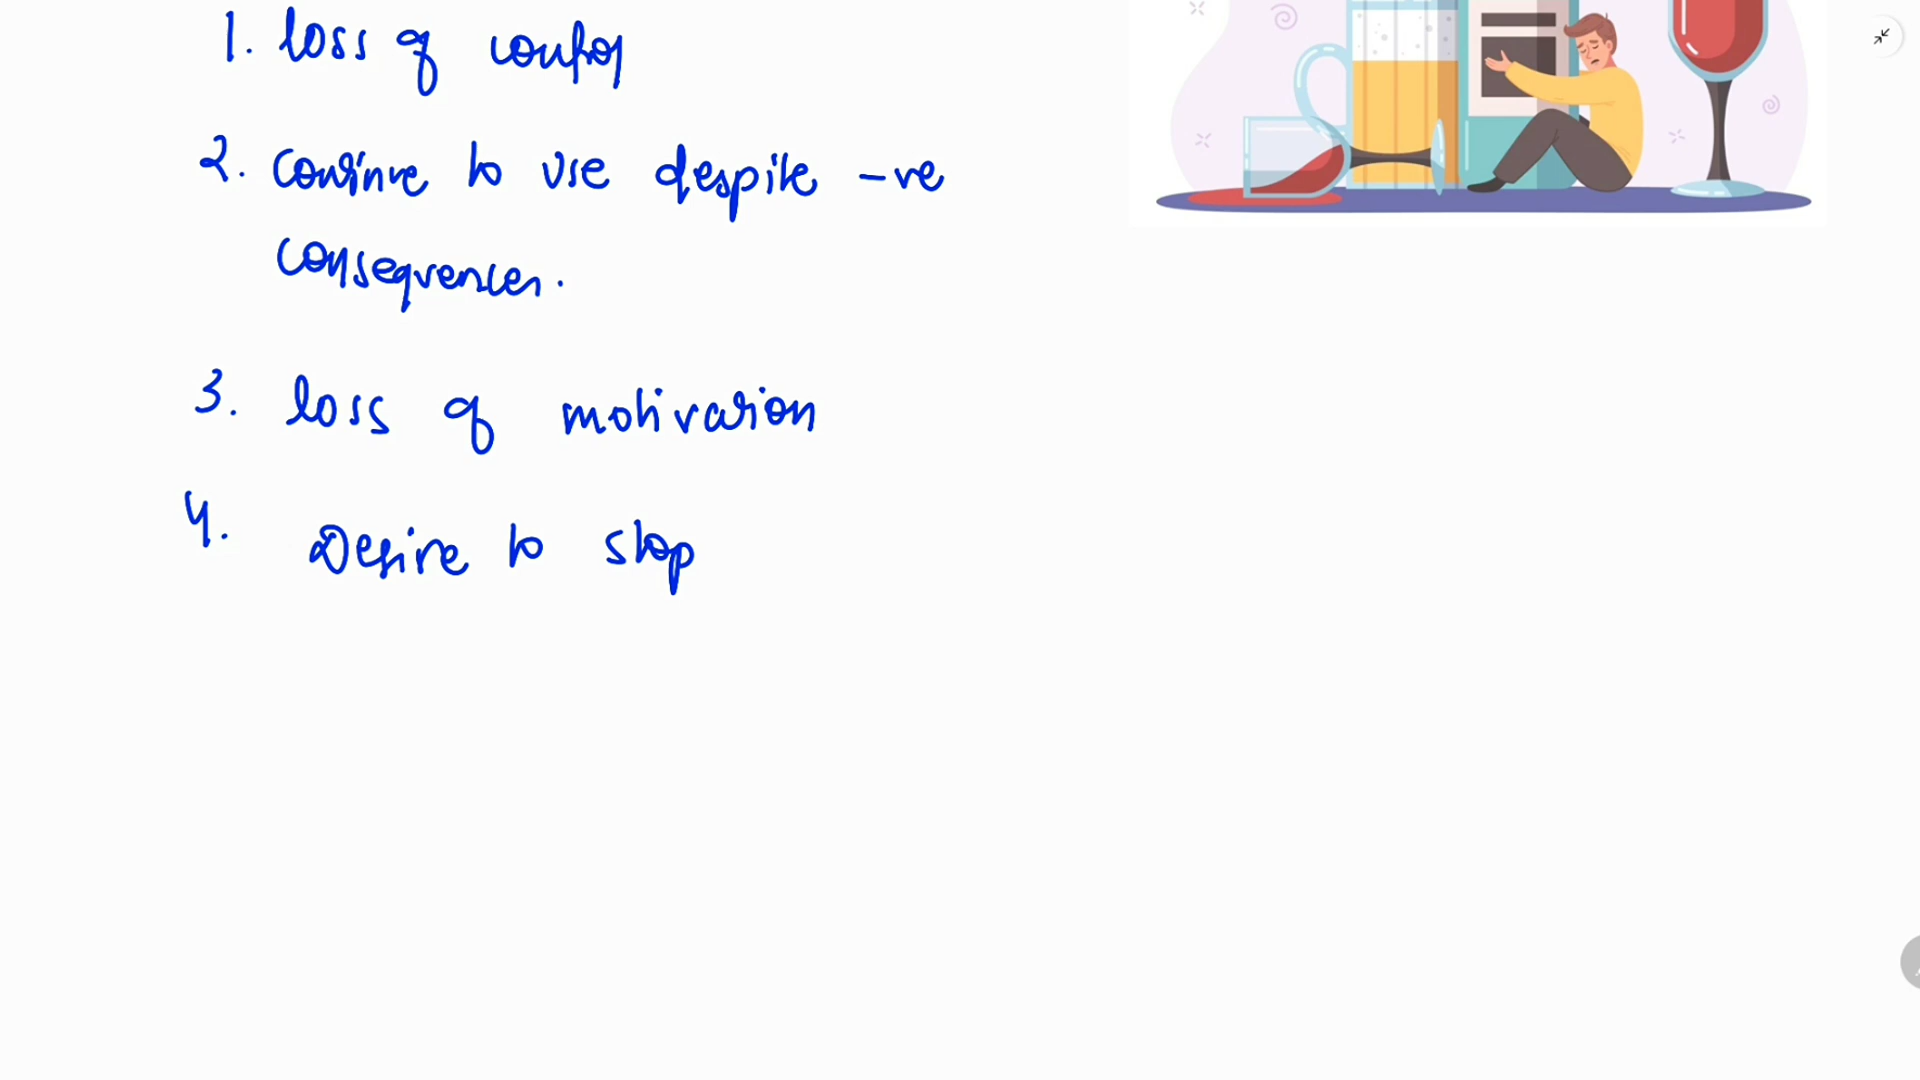 1. loss of control
2. continue to use despite -ve
consequences.
3. loss of motivation
4. Desire to stop